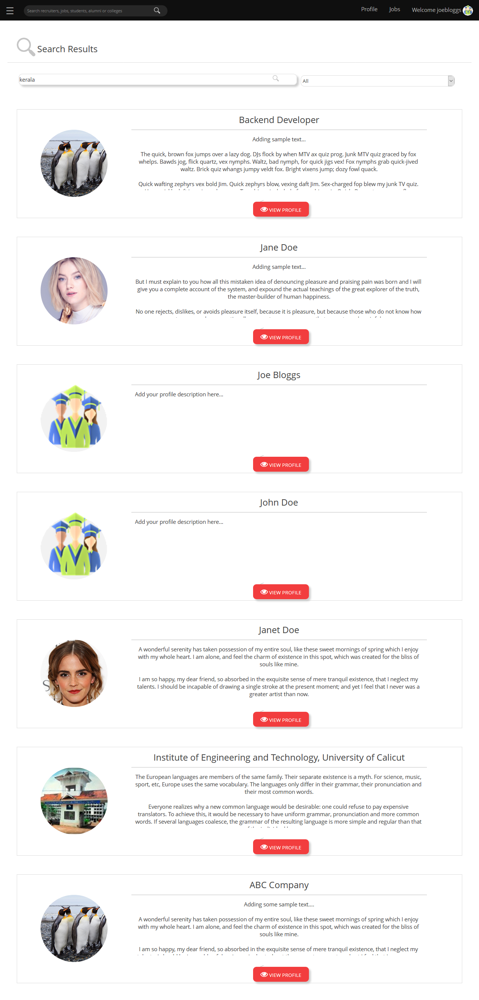 Search recruiters, jobs, students, alumni or colleges
Profile
Jobs
Welcome joebloggs
Search Results
kerala
All
Backend Developer
Adding sample text...
The quick, brown fox jumps over a lazy dog. DJs flock by when MTV ax quiz prog. Junk MTV quiz graced by fox
whelps. Bawds jog, flick quartz, vex nymphs. Waltz, bad nymph, for quick jigs vex! Fox nymphs grab quick-jived
waltz. Brick quiz whangs jumpy veldt fox. Bright vixens jump; dozy fowl quack.
Quick wafting zephyrs vex bold Jim. Quick zephyrs blow, vexing daft Jim. Sex-charged fop blew my junk TV quiz.
VIEW PROFILE
Jane Doe
Adding sample text...
But I must explain to you how all this mistaken idea of denouncing pleasure and praising pain was born and I will
give you a complete account of the system, and expound the actual teachings of the great explorer of the truth,
the master-builder of human happiness.
No one rejects, dislikes, or avoids pleasure itself, because it is pleasure, but because those who do not know how
VIEW PROFILE
Joe Bloggs
Add your profile description here...
VIEW PROFILE
John Doe
Add your profile description here...
VIEW PROFILE
Janet Doe
A wonderful serenity has taken possession of my entire soul, like these sweet mornings of spring which I enjoy
with my whole heart. I am alone, and feel the charm of existence in this spot, which was created for the bliss of
souls like mine.
I am so happy, my dear friend, so absorbed in the exquisite sense of mere tranquil existence, that I neglect my
talents. I should be incapable of drawing a single stroke at the present moment; and yet I feel that I never was a
greater artist than now.
VIEW PROFILE
Institute of Engineering and Technology, University of Calicut
The European languages are members of the same family. Their separate existence is a myth. For science, music,
sport, etc, Europe uses the same vocabulary. The languages only differ in their grammar, their pronunciation and
their most common words.
Everyone realizes why a new common language would be desirable: one could refuse to pay expensive
translators. To achieve this, it would be necessary to have uniform grammar, pronunciation and more common
words. If several languages coalesce, the grammar of the resulting language is more simple and regular than that
VIEW PROFILE
ABC Company
Adding some sample text....
A wonderful serenity has taken possession of my entire soul, like these sweet mornings of spring which I enjoy
with my whole heart. I am alone, and feel the charm of existence in this spot, which was created for the bliss of
souls like mine.
I am so happy, my dear friend, so absorbed in the exquisite sense of mere tranquil existence, that I neglect my
VIEW PROFILE